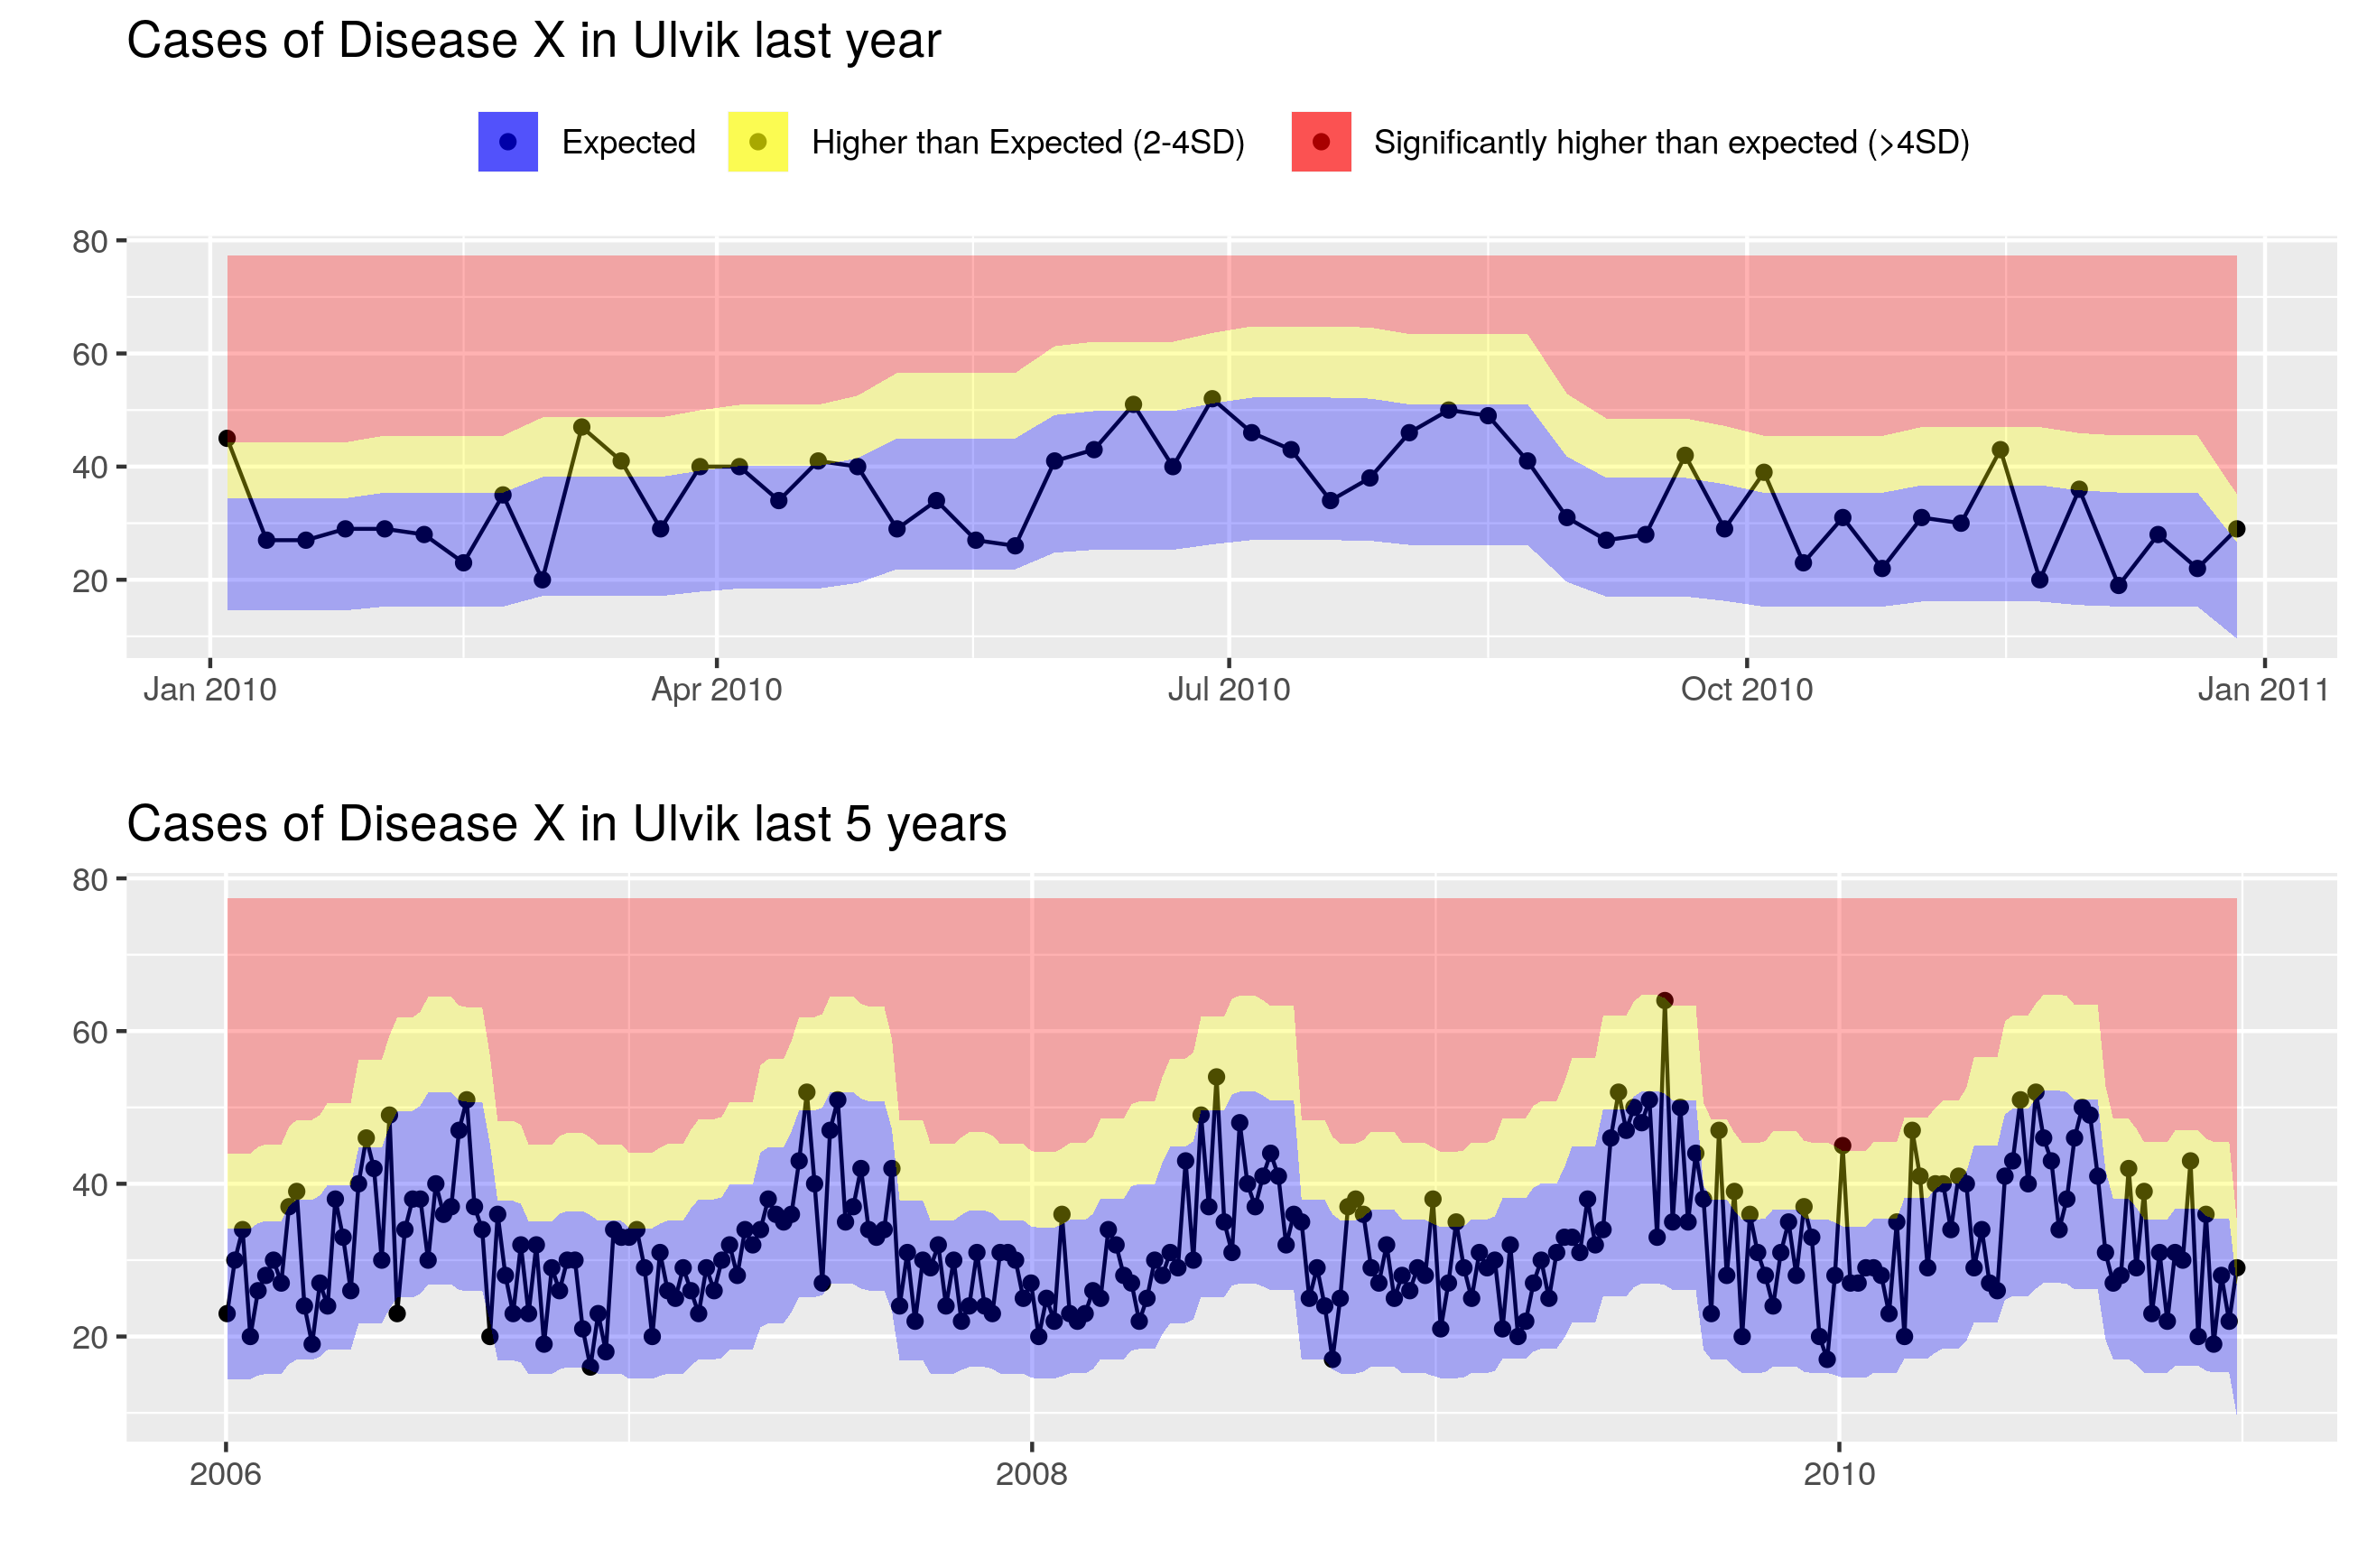 Cases of Disease X in Ulvik last year
Expected Higher than Expected (2-4SD) Significantly higher than expected (>4SD)
80
60
40
20
Jan 2010 Apr 2010 Jul 2010 Oct 2010 Jan 2011
Cases of Disease X in Ulvik last 5 years
80
60
40
20
2006 2008 2010